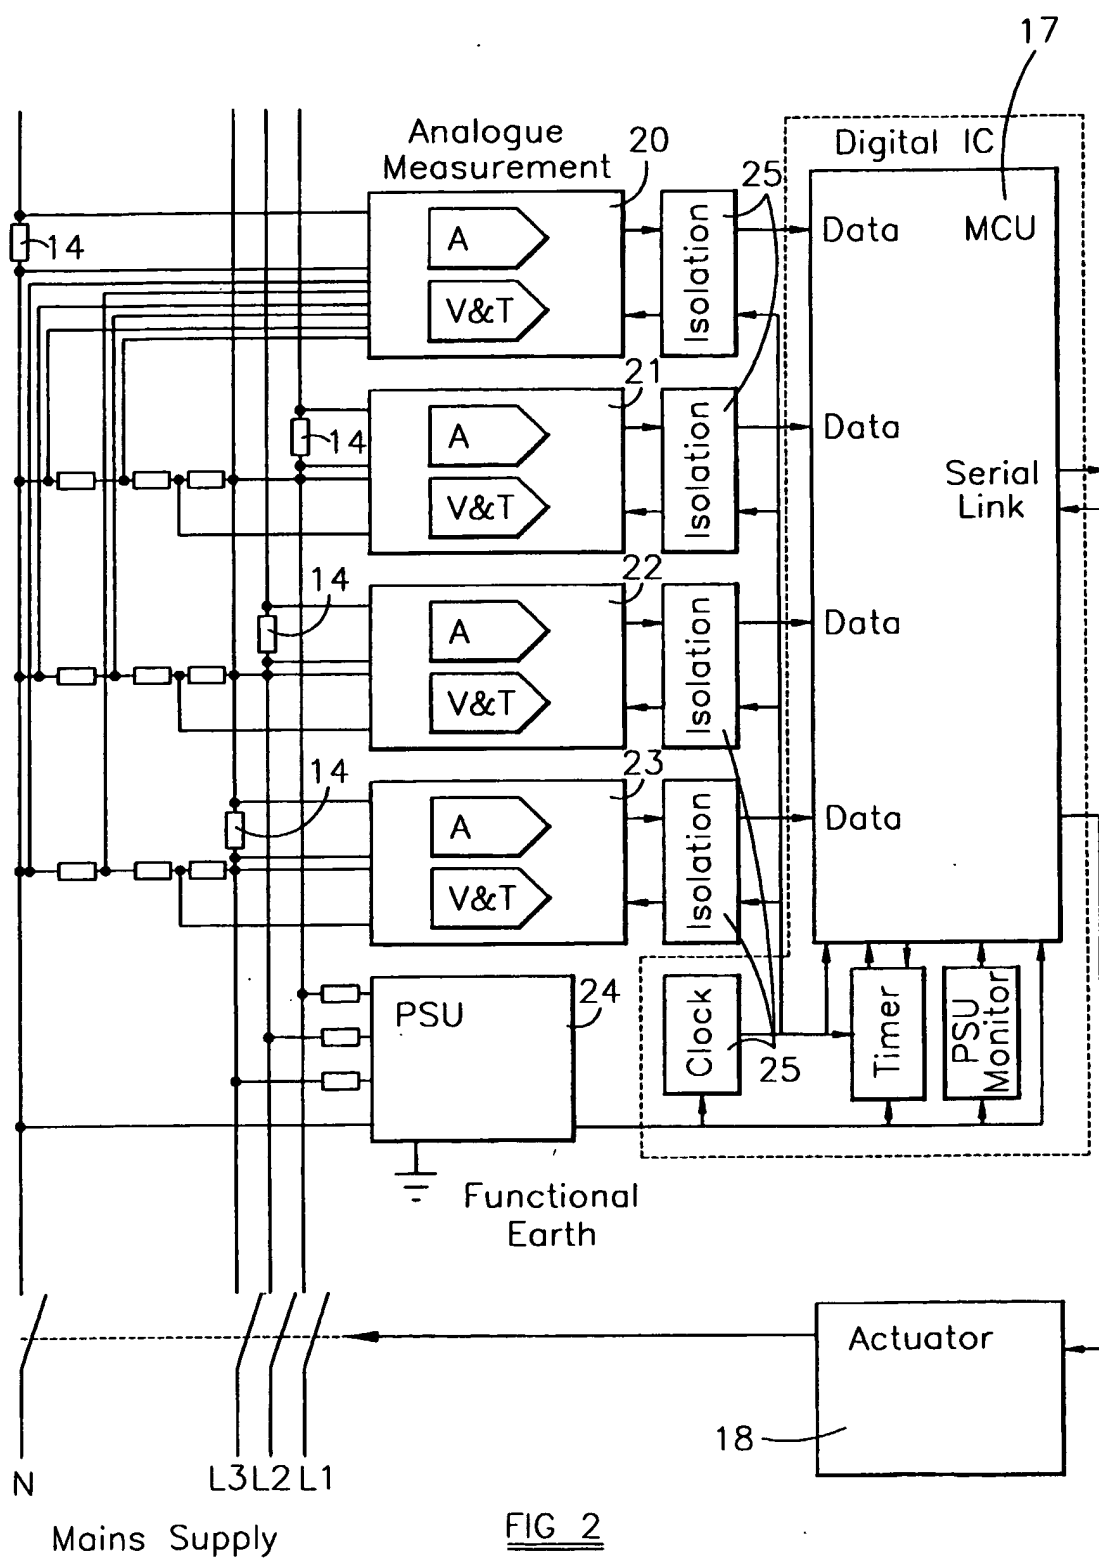 17
Analogue
Measurement
20
25
Digital IC
14
A
V&T
Isolation
Data
MCU
21
14
A
V&T
Isolation
Data
Serial
Link
14
22
A
V&T
Isolation
Data
14
23
A
V&T
Isolation
Data
PSU
24
Clock
25
Timer
PSU
Monitor
Functional
Earth
Actuator
18
N
L3
L2
L1
Mains Supply
FIG 2